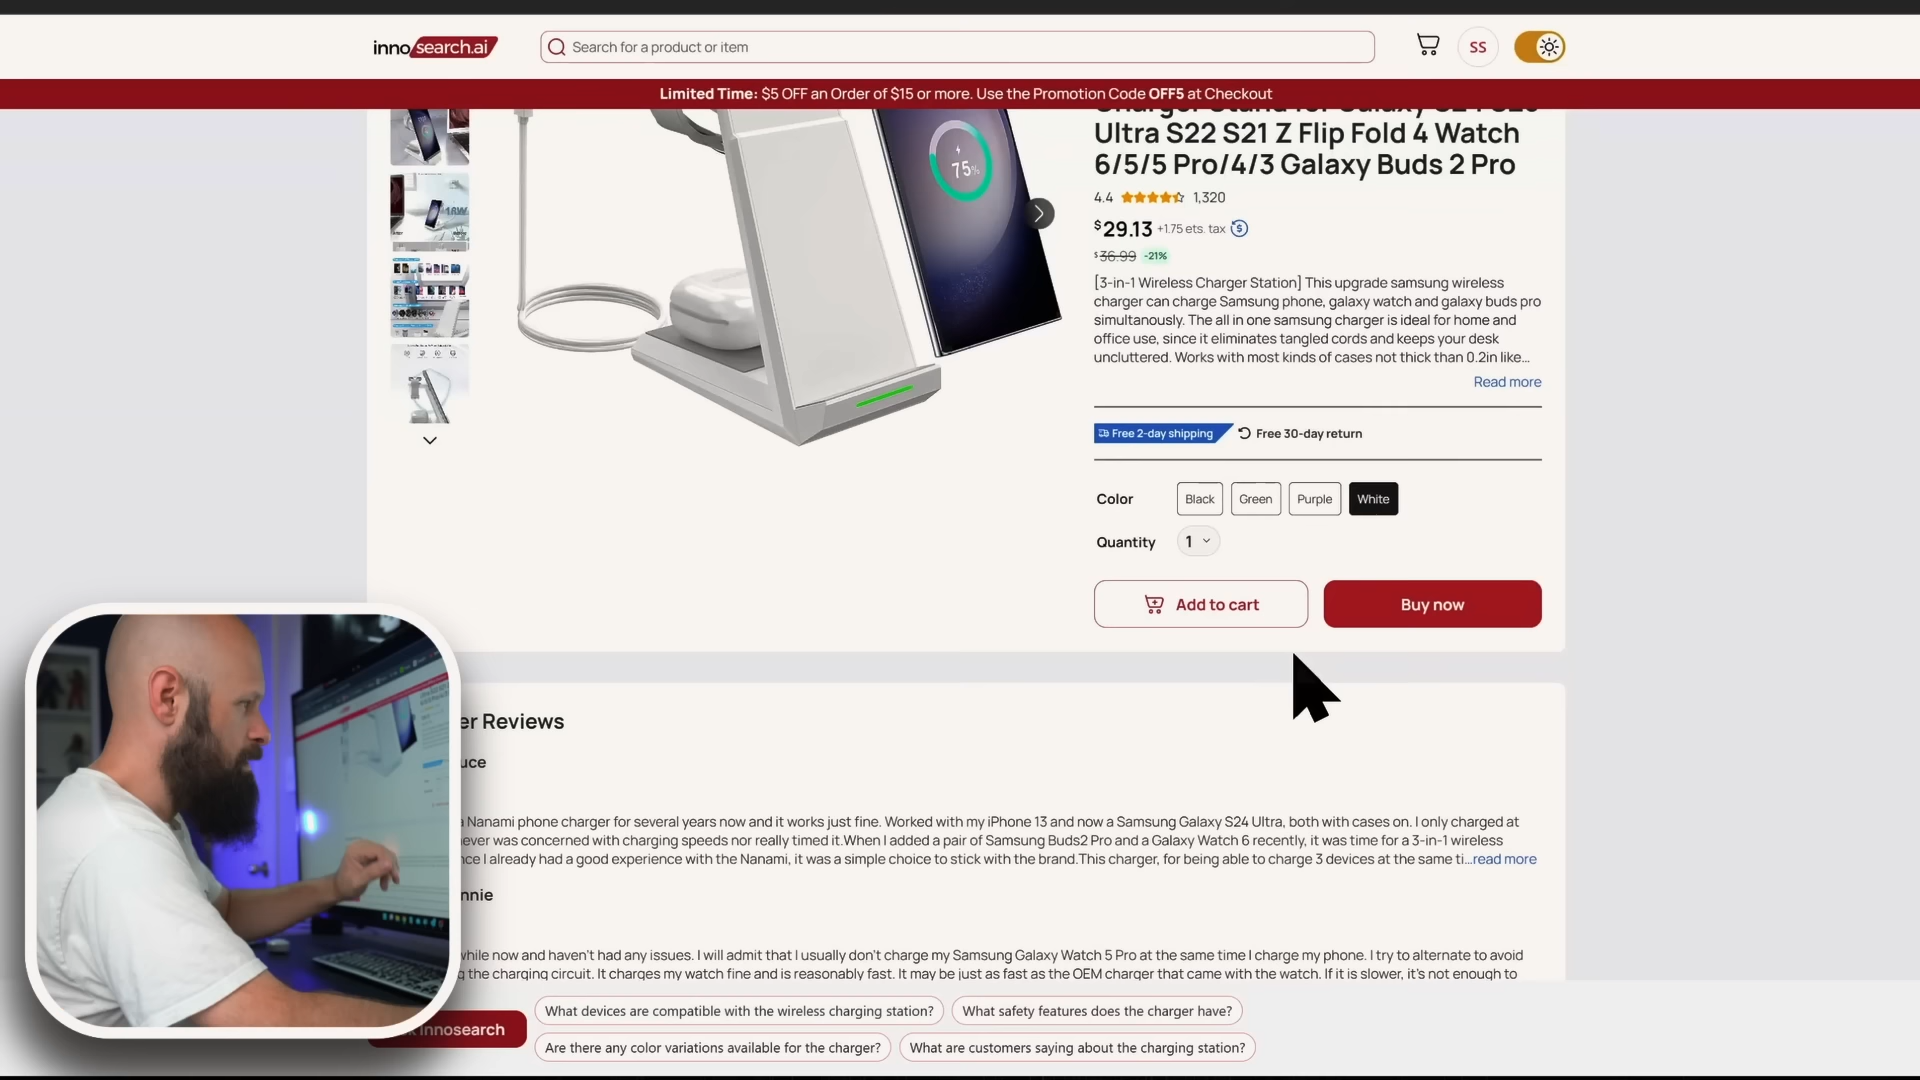 innosearch.ai
Search for a product or item
SS
Limited Time: $5 OFF an Order of $15 or more. Use the Promotion Code OFF5 at Checkout
Ultra S22 S21 Z Flip Fold 4 Watch
6/5/5 Pro/4/3 Galaxy Buds 2 Pro
4.4 1,320
$29.13 +1.75 ets. tax
$36.99 -21%
75%
[3-in-1 Wireless Charger Station] This upgrade samsung wireless
charger can charge Samsung phone, galaxy watch and galaxy buds pro
simultanously. The all in one samsung charger is ideal for home and
office use, since it eliminates tangled cords and keeps your desk
uncluttered. Works with most kinds of cases not thick than 0.2in like...
Read more
Free 2-day shipping Free 30-day return
Color Black Green Purple White
Quantity 1
Add to cart Buy now
er Reviews
uce
a Nanami phone charger for several years now and it works just fine. Worked with my iPhone 13 and now a Samsung Galaxy S24 Ultra, both with cases on. I only charged at
ever was concerned with charging speeds nor really timed it.When I added a pair of Samsung Buds2 Pro and a Galaxy Watch 6 recently, it was time for a 3-in-1 wireless
nce I already had a good experience with the Nanami, it was a simple choice to stick with the brand.This charger, for being able to charge 3 devices at the same ti...read more
nnie
while now and haven't had any issues. I will admit that I usually don't charge my Samsung Galaxy Watch 5 Pro at the same time I charge my phone. I try to alternate to avoid
g the charging circuit. It charges my watch fine and is reasonably fast. It may be just as fast as the OEM charger that came with the watch. If it is slower, it's not enough to
Innosearch
What devices are compatible with the wireless charging station? What safety features does the charger have?
Are there any color variations available for the charger? What are customers saying about the charging station?